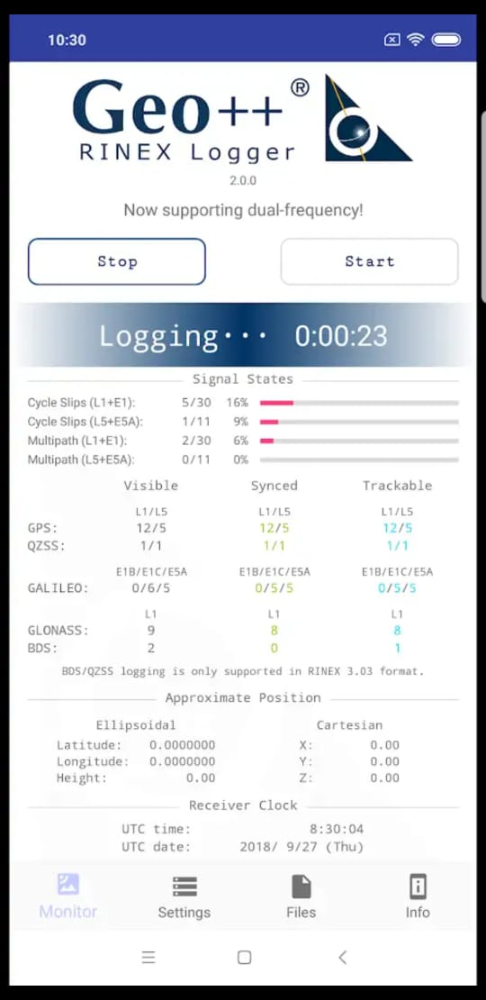 10:30
Geo++®
RINEX Logger
2.0.0
Now supporting dual-frequency!
Stop Start
Logging··· 0:00:23
Signal States
Cycle Slips (L1+E1): 5/30 16%
Cycle Slips (L5+E5A): 1/11 9%
Multipath (L1+E1): 2/30 6%
Multipath (L5+E5A): 0/11 0%
Visible Synced Trackable
L1/L5 L1/L5 L1/L5
GPS: 12/5 12/5 12/5
QZSS: 1/1 1/1 1/1
E1B/E1C/E5A E1B/E1C/E5A E1B/E1C/E5A
GALILEO: 0/6/5 0/5/5 0/5/5
L1 L1 L1
GLONASS: 9 8 8
BDS: 2 0 1
BDS/QZSS logging is only supported in RINEX 3.03 format.
Approximate Position
Ellipsoidal Cartesian
Latitude: 0.0000000 X: 0.00
Longitude: 0.0000000 Y: 0.00
Height: 0.00 Z: 0.00
Receiver Clock
UTC time: 8:30:04
UTC date: 2018/ 9/27 (Thu)
Monitor Settings Files Info